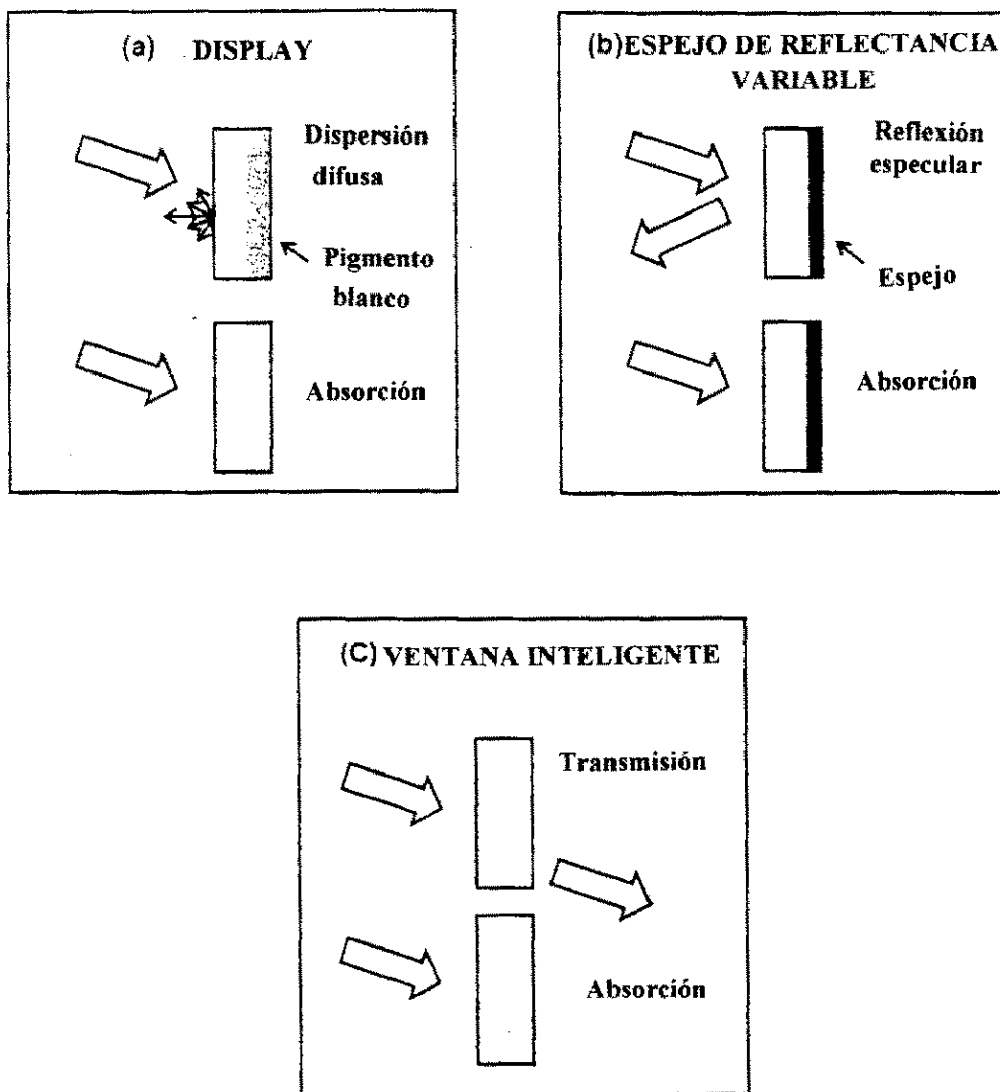 (a) DISPLAY
Dispersión
difusa
Pigmento
blanco
Absorción
(b)ESPEJO DE REFLECTANCIA
VARIABLE
Reflexión
especular
Espejo
Absorción
(C) VENTANA INTELIGENTE
Transmisión
Absorción